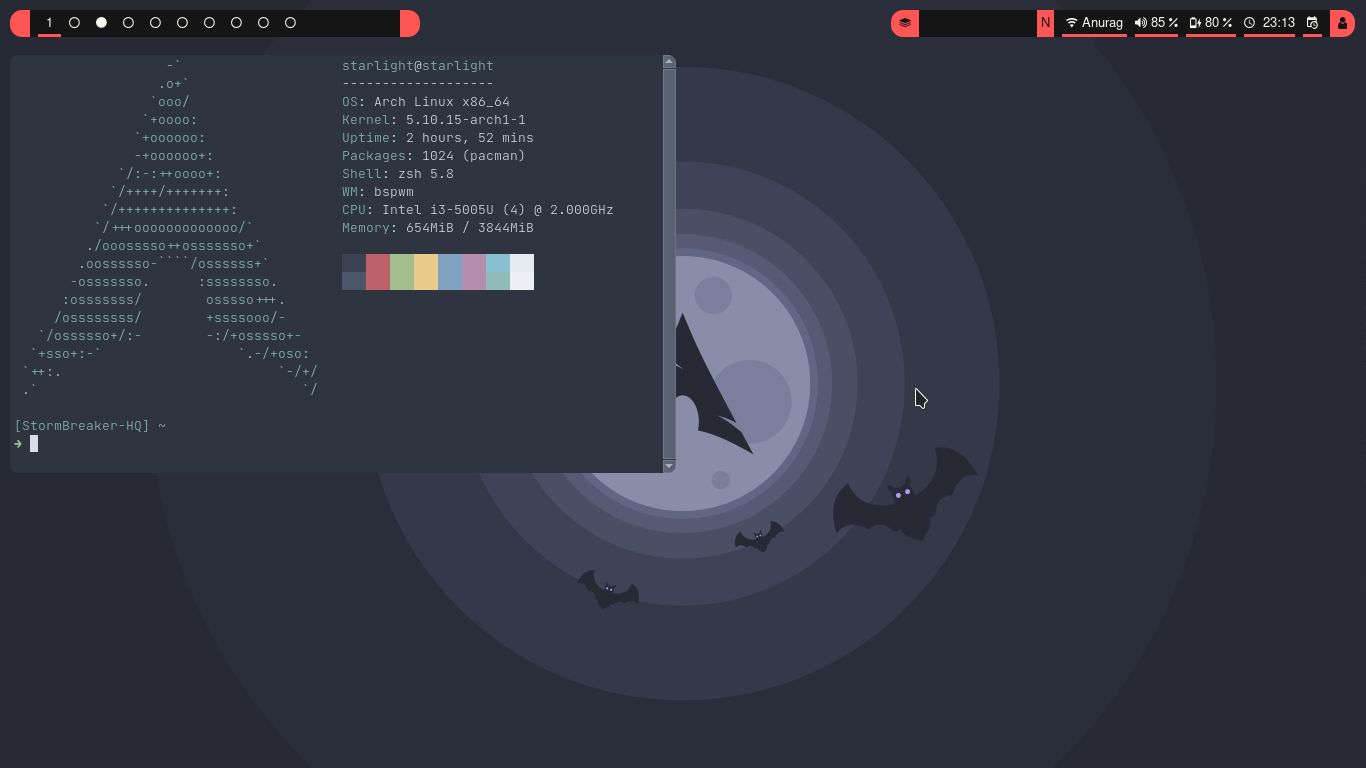 1
N Anurag 85 % 80 % 23:13
starlight@starlight
-------------------
OS: Arch Linux x86_64
Kernel: 5.10.15-arch1-1
Uptime: 2 hours, 52 mins
Packages: 1024 (pacman)
Shell: zsh 5.8
WM: bspwm
CPU: Intel i3-5005U (4) @ 2.000GHz
Memory: 654MiB / 3844MiB
[StormBreaker-HQ] ~
➜